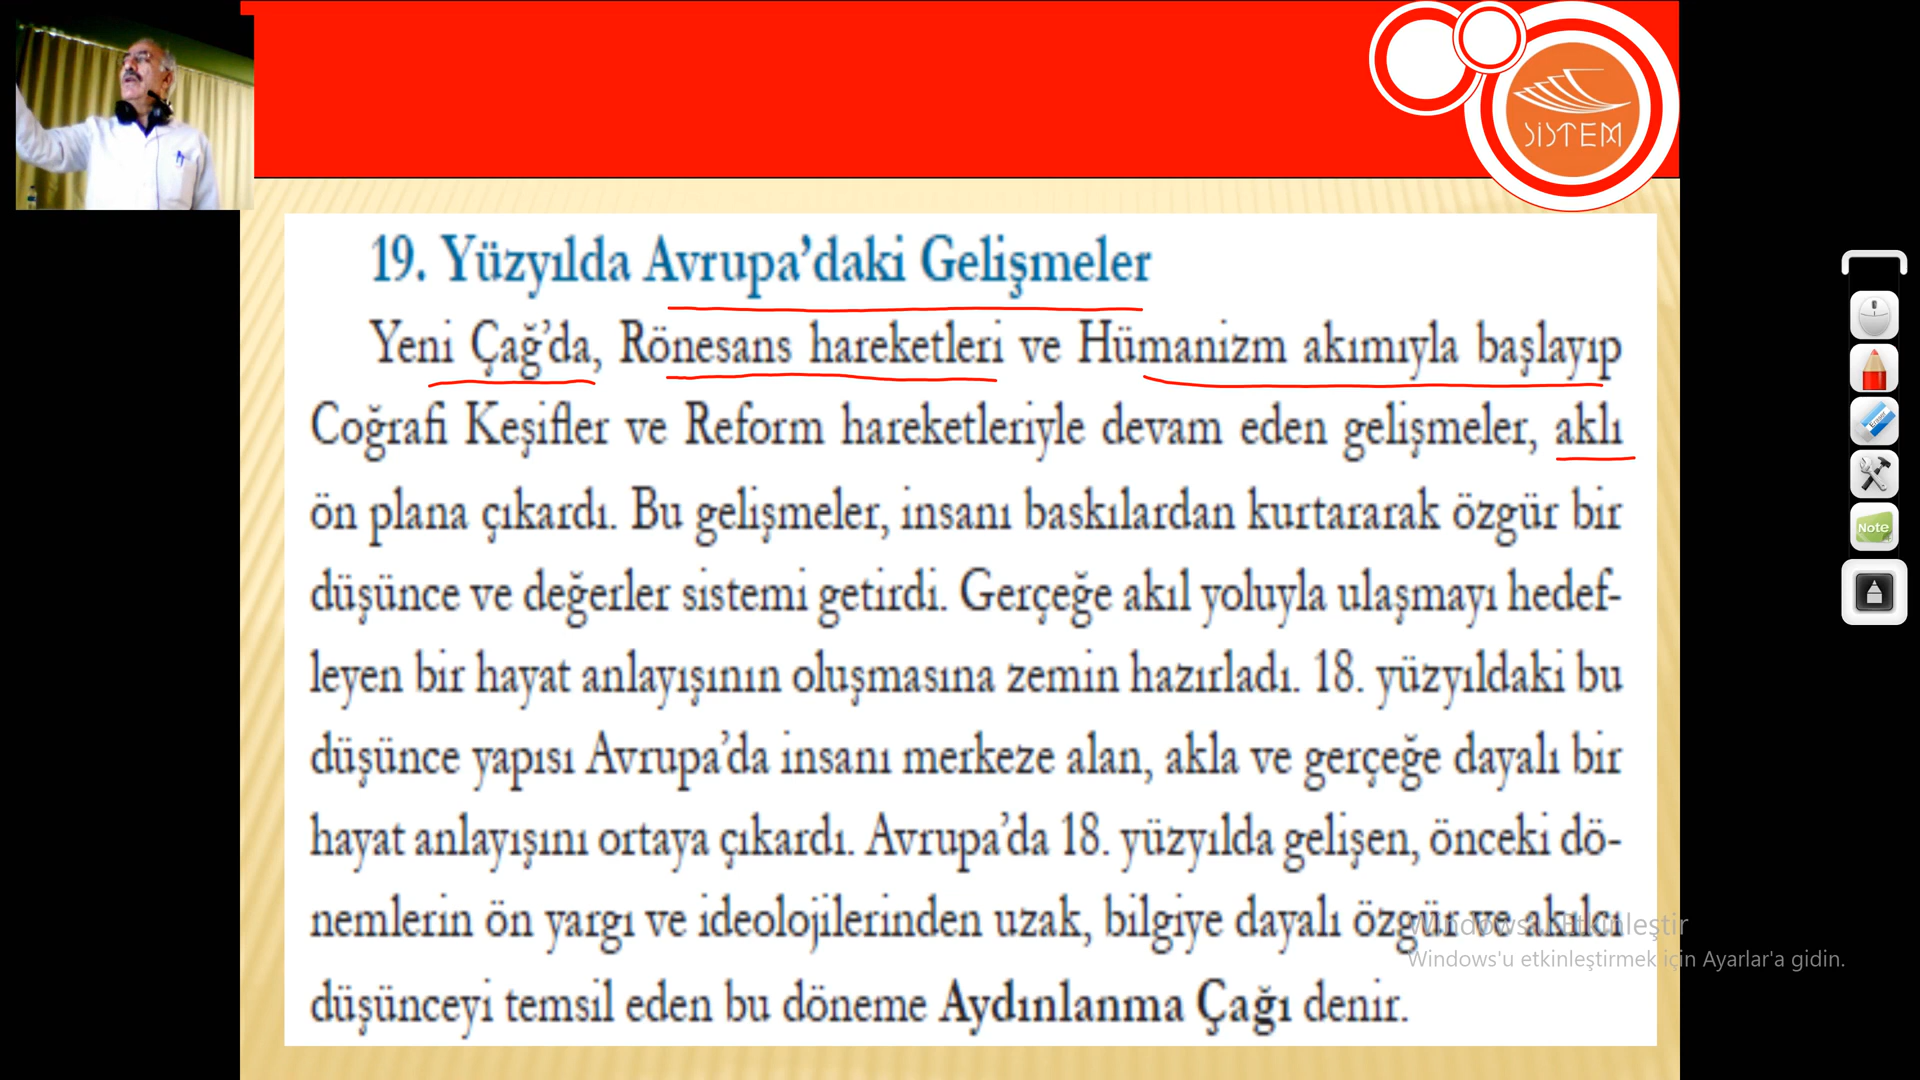 SİSTEM
19. Yüzyılda Avrupa’daki Gelişmeler
Yeni Çağ’da, Rönesans hareketleri ve Hümanizm akımıyla başlayıp
Coğrafi Keşifler ve Reform hareketleriyle devam eden gelişmeler, aklı
ön plana çıkardı. Bu gelişmeler, insanı baskılardan kurtararak özgür bir
düşünce ve değerler sistemi getirdi. Gerçeğe akıl yoluyla ulaşmayı hedef-
leyen bir hayat anlayışının oluşmasına zemin hazırladı. 18. yüzyıldaki bu
düşünce yapısı Avrupa’da insanı merkeze alan, akla ve gerçeğe dayalı bir
hayat anlayışını ortaya çıkardı. Avrupa’da 18. yüzyılda gelişen, önceki dö-
nemlerin ön yargı ve ideolojilerinden uzak, bilgiye dayalı özgür ve akılcı
düşünceyi temsil eden bu döneme Aydınlanma Çağı denir.
Note
Windows'u Etkinleştir
Windows'u etkinleştirmek için Ayarlar'a gidin.